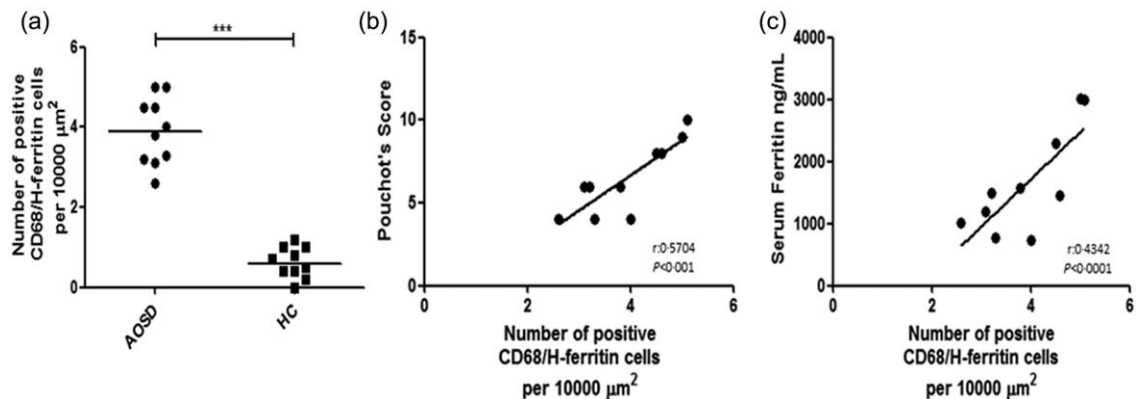 (a)
***
Number of positive
CD68/H-ferritin cells
per 10000 μm²
6
4
2
0
AOSD
HC
(b)
Pouchot's Score
15
10
5
0
0
2
4
6
r:0·5704
P<0·001
Number of positive
CD68/H-ferritin cells
per 10000 μm²
(c)
Serum Ferritin ng/mL
4000
3000
2000
1000
0
0
2
4
6
r:0·4342
P<0·0001
Number of positive
CD68/H-ferritin cells
per 10000 μm²